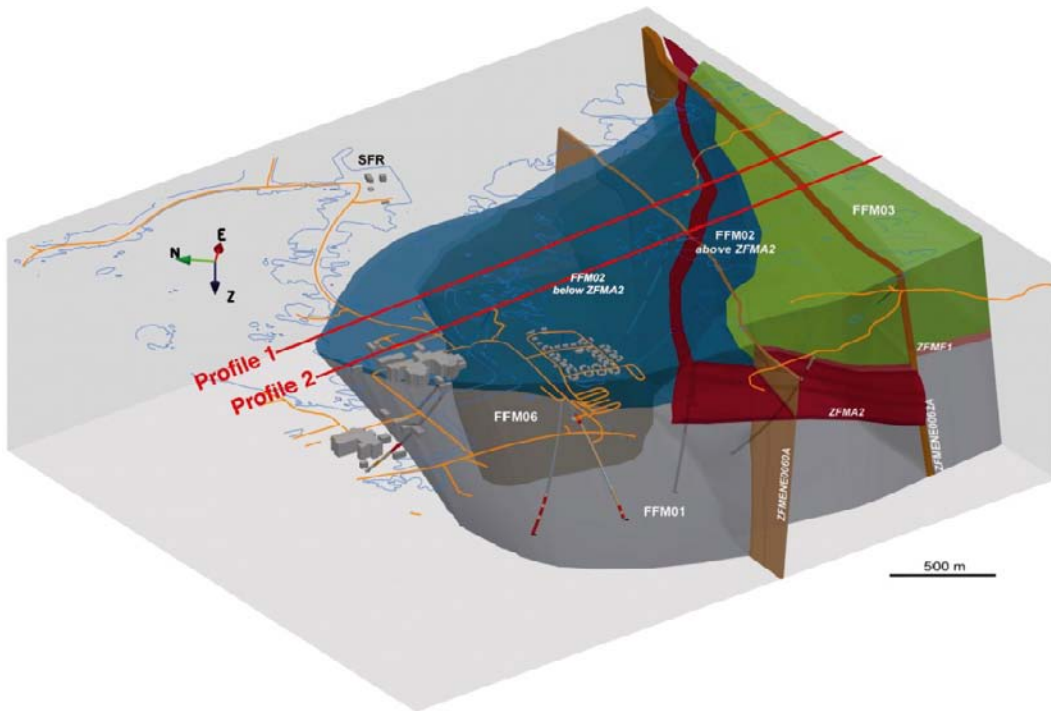 SFR
E
N
Z
FFM03
FFM02
above ZFMA2
FFM02
below ZFMA2
Profile 1
Profile 2
ZFMF1
ZFMA2
FFM06
ZFMENE0062A
ZFMENE0060A
FFM01
500 m